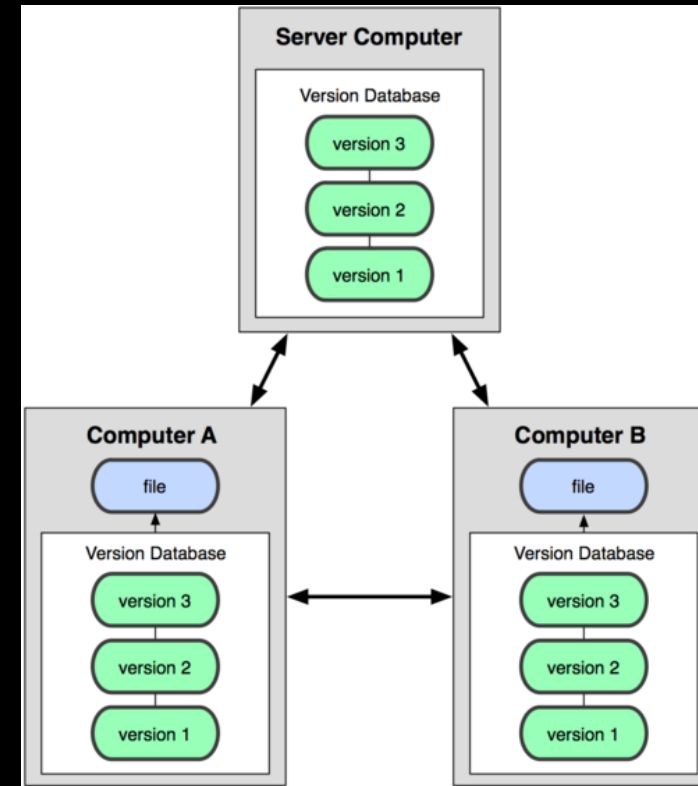 Server Computer
Version Database
version 3
version 2
version 1
Computer A
file
Version Database
version 3
version 2
version 1
Computer B
file
Version Database
version 3
version 2
version 1